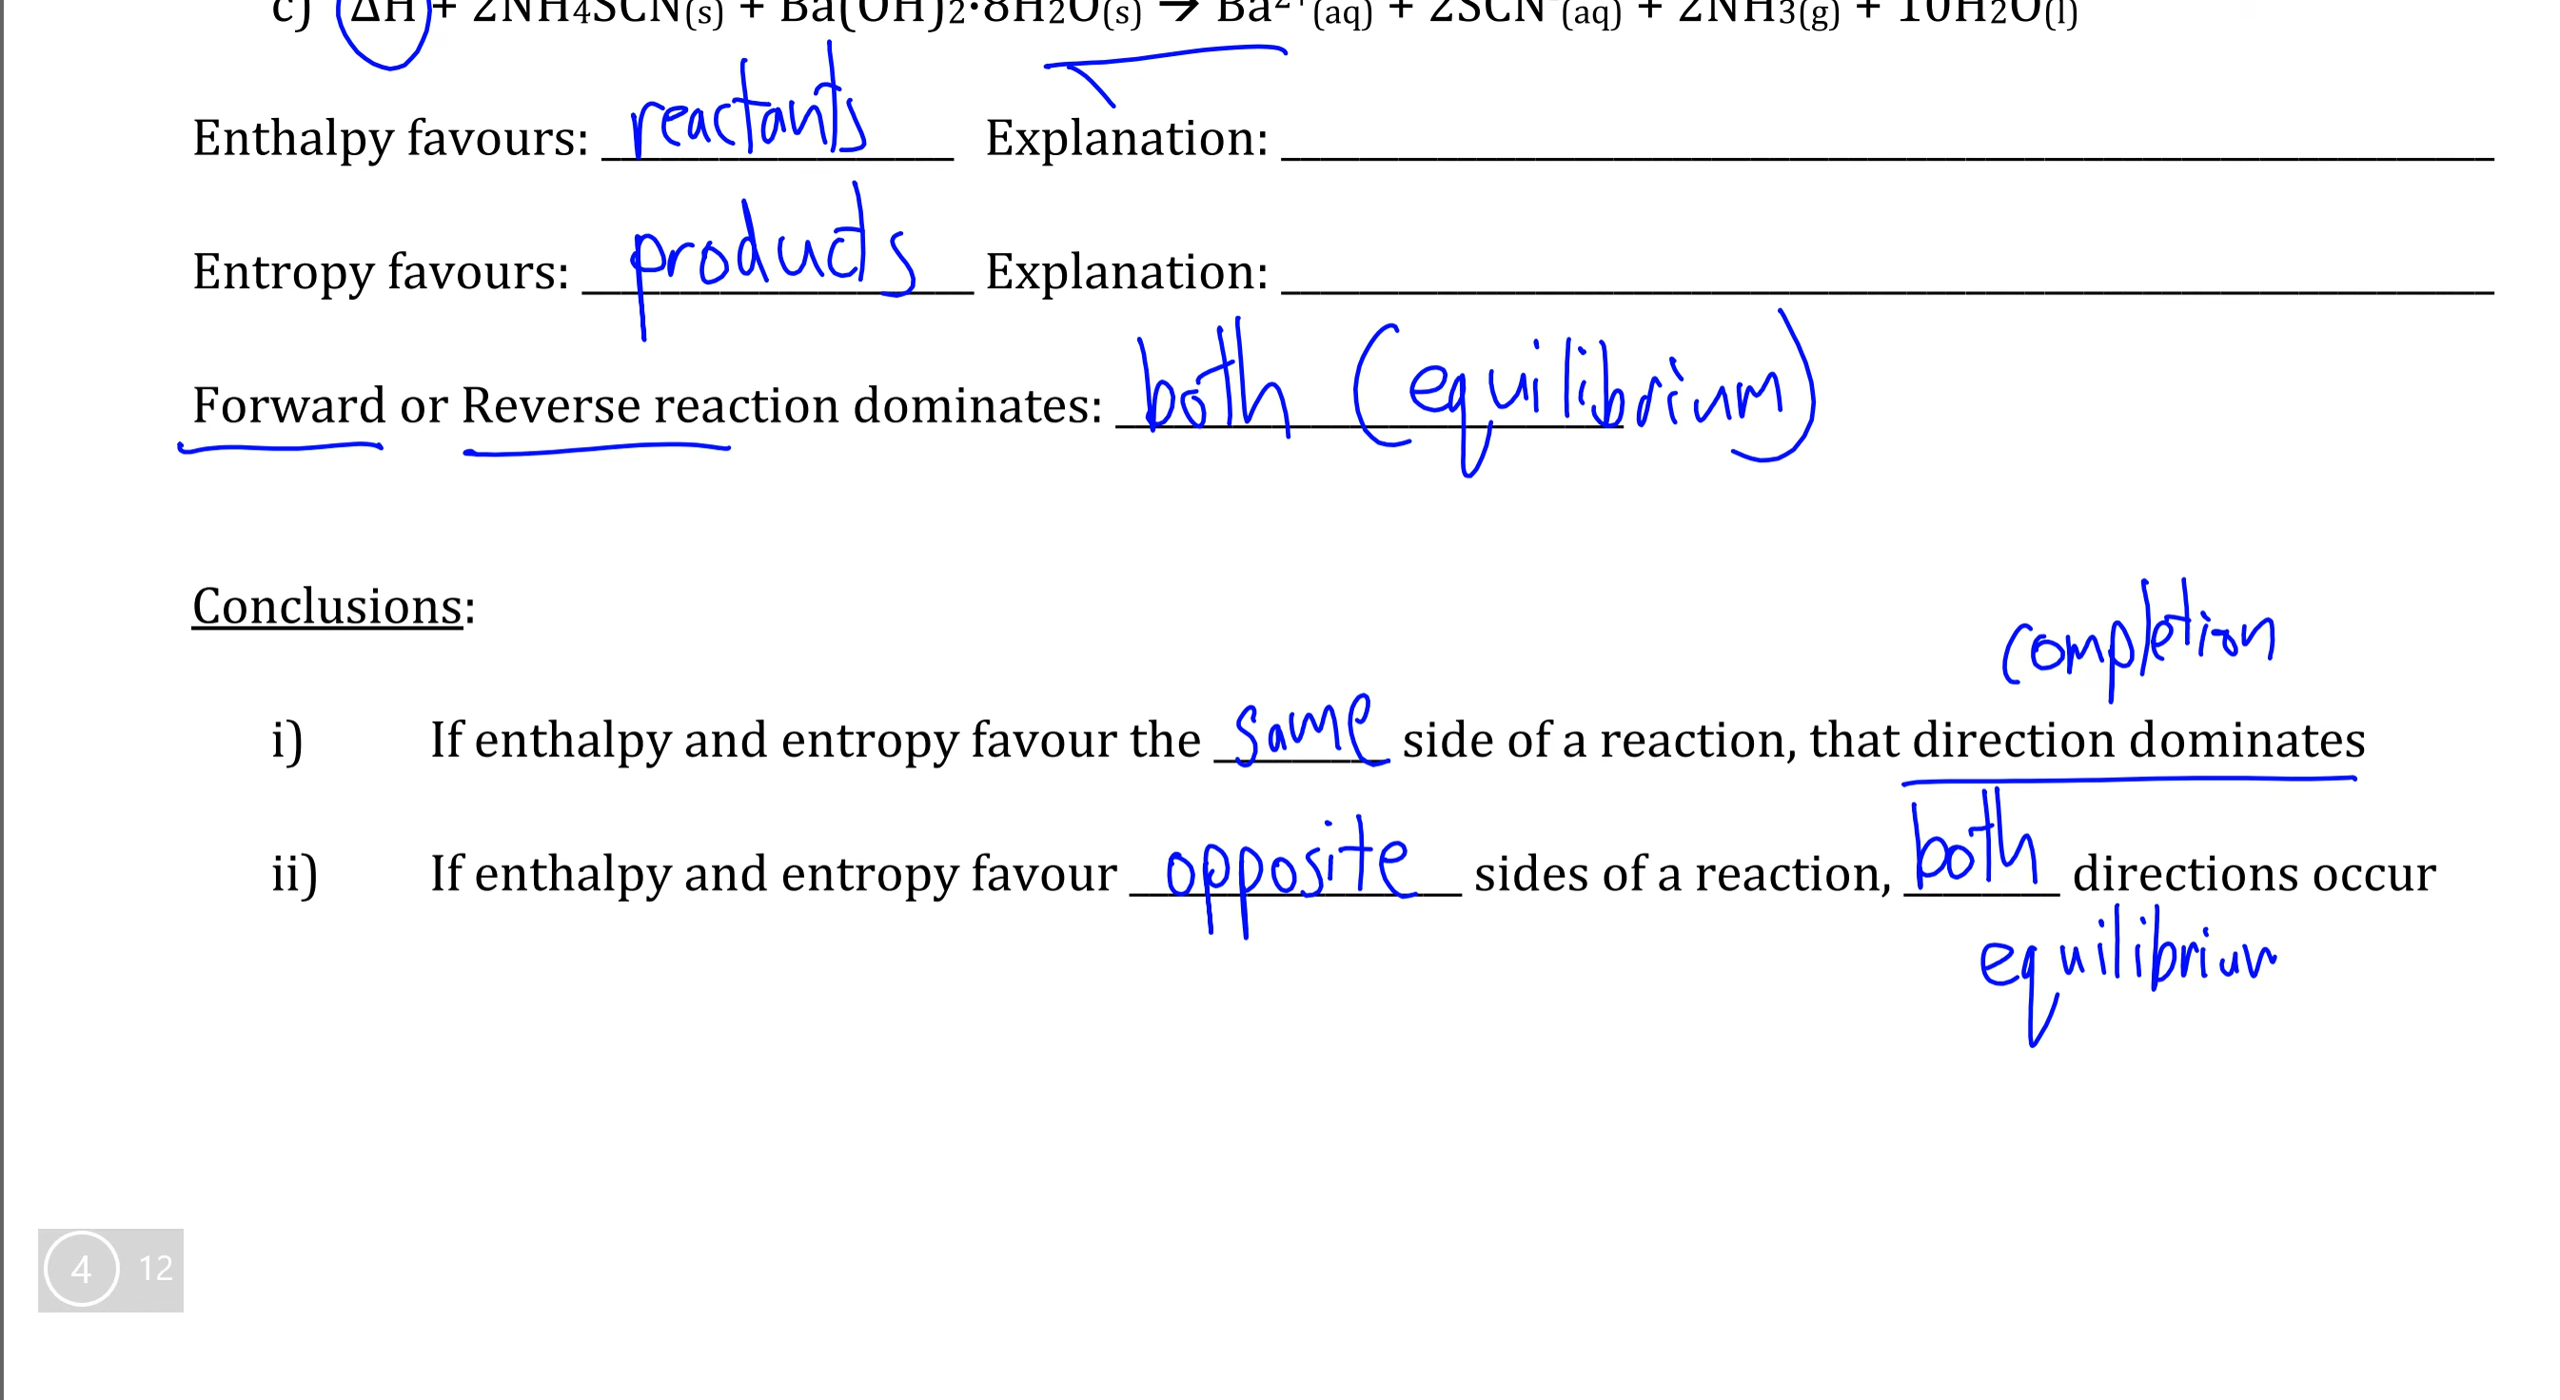 c) ΔH + 2NH4SCN(s) + Ba(OH)2·8H2O(s) → Ba2+(aq) + 2SCN-(aq) + 2NH3(g) + 10H2O(l)
Enthalpy favours: reactants Explanation: ____
Entropy favours: products Explanation: ____
Forward or Reverse reaction dominates: both (equilibrium)
Conclusions:
completion
i) If enthalpy and entropy favour the same side of a reaction, that direction dominates
ii) If enthalpy and entropy favour opposite sides of a reaction, both directions occur
equilibrium
4 12